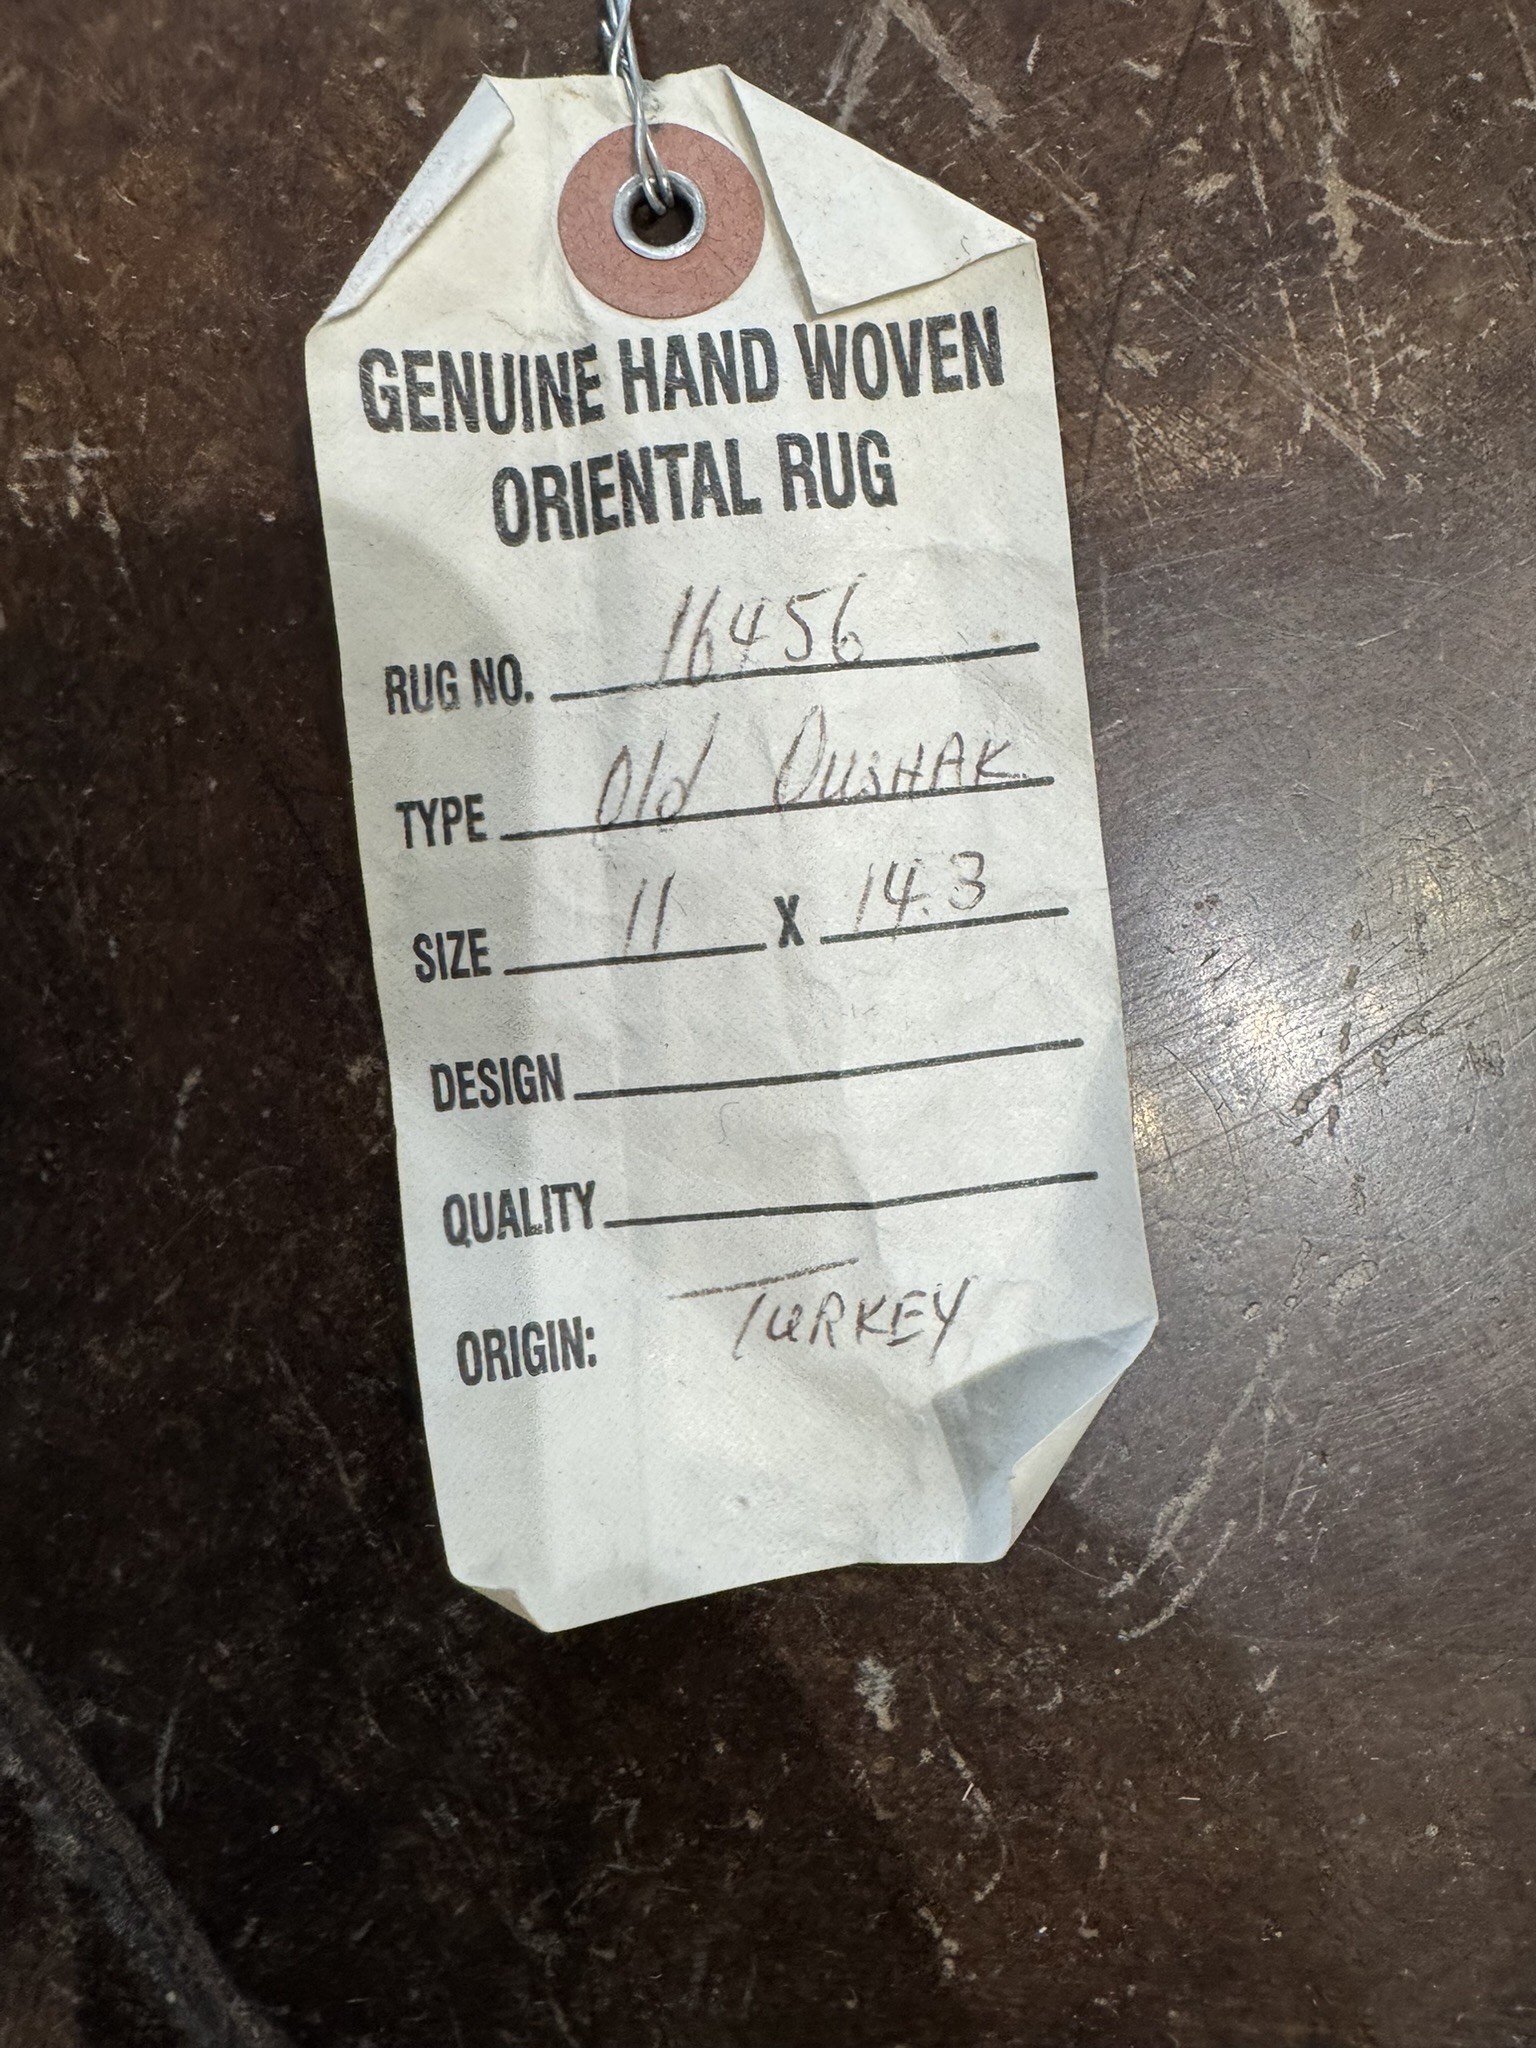 GENUINE HAND WOVEN
ORIENTAL RUG
RUG NO. 16456
TYPE Old OUSHAK
SIZE 11 X 14.3
DESIGN
QUALITY
ORIGIN: TURKEY